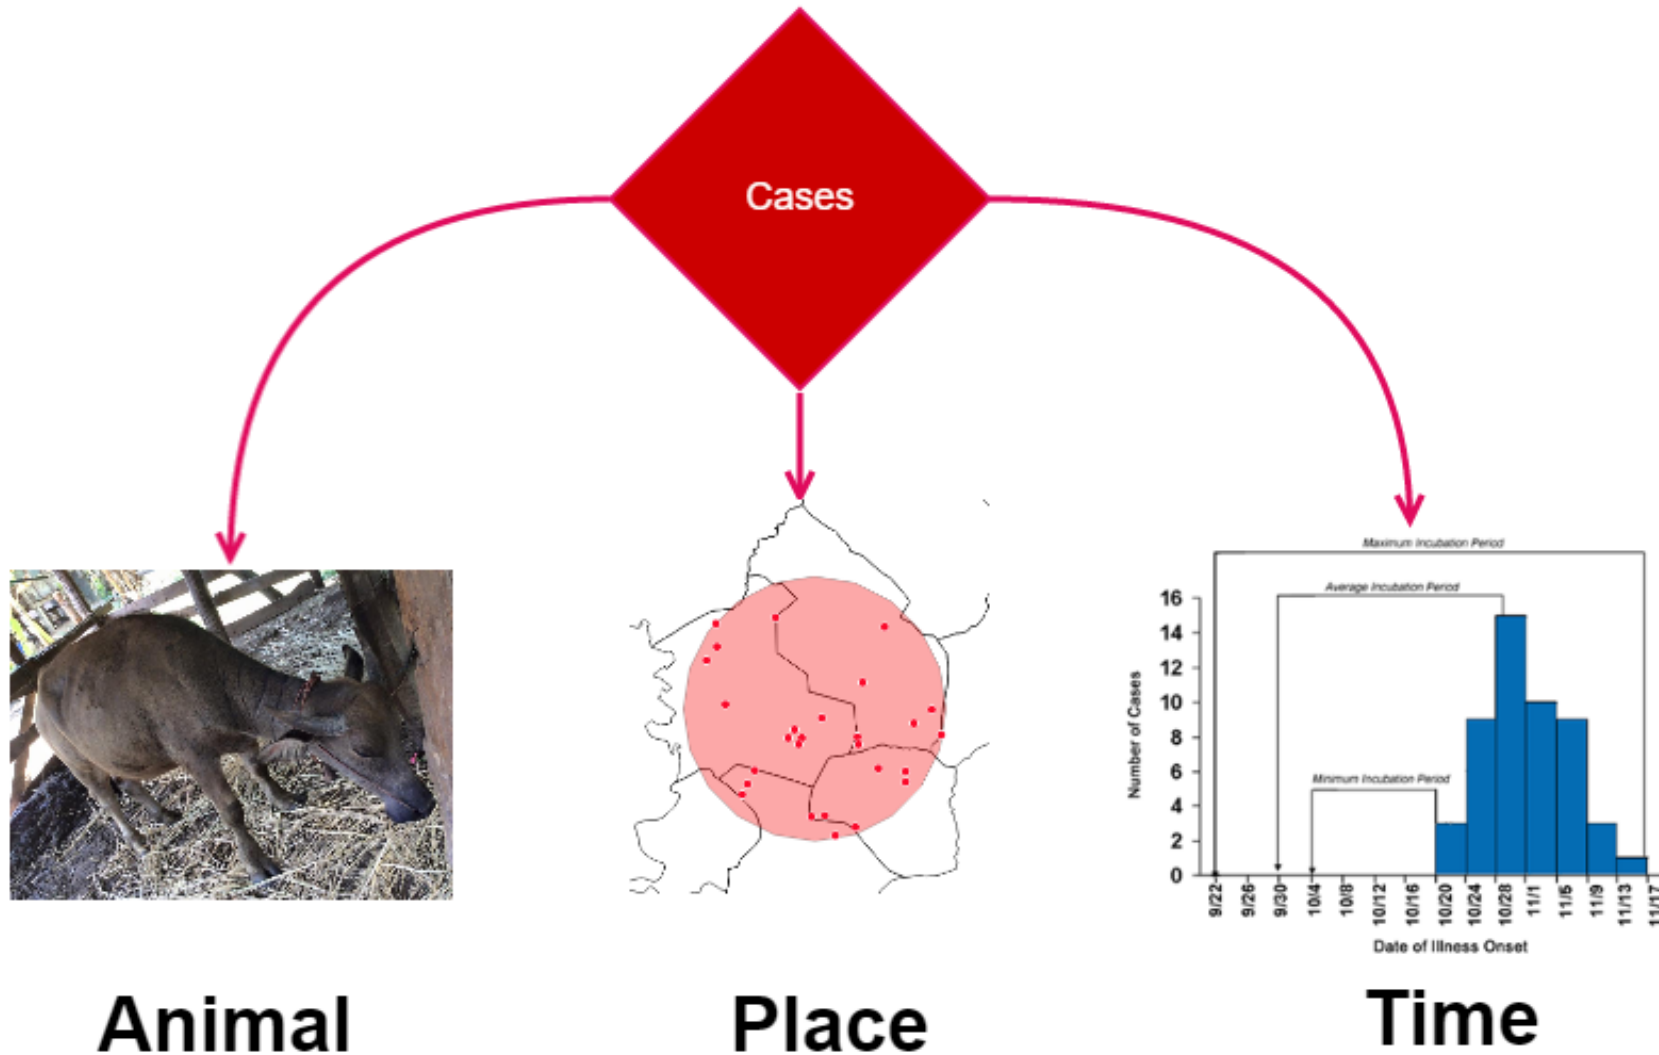 Cases
Maximum Incubation Period
Average Incubation Period
Minimum Incubation Period
Number of Cases
16
14
12
10
8
6
4
2
0
9/22
9/26
9/30
10/4
10/8
10/12
10/16
10/20
10/24
10/28
11/1
11/5
11/9
11/13
11/17
Date of Illness Onset
Animal
Place
Time